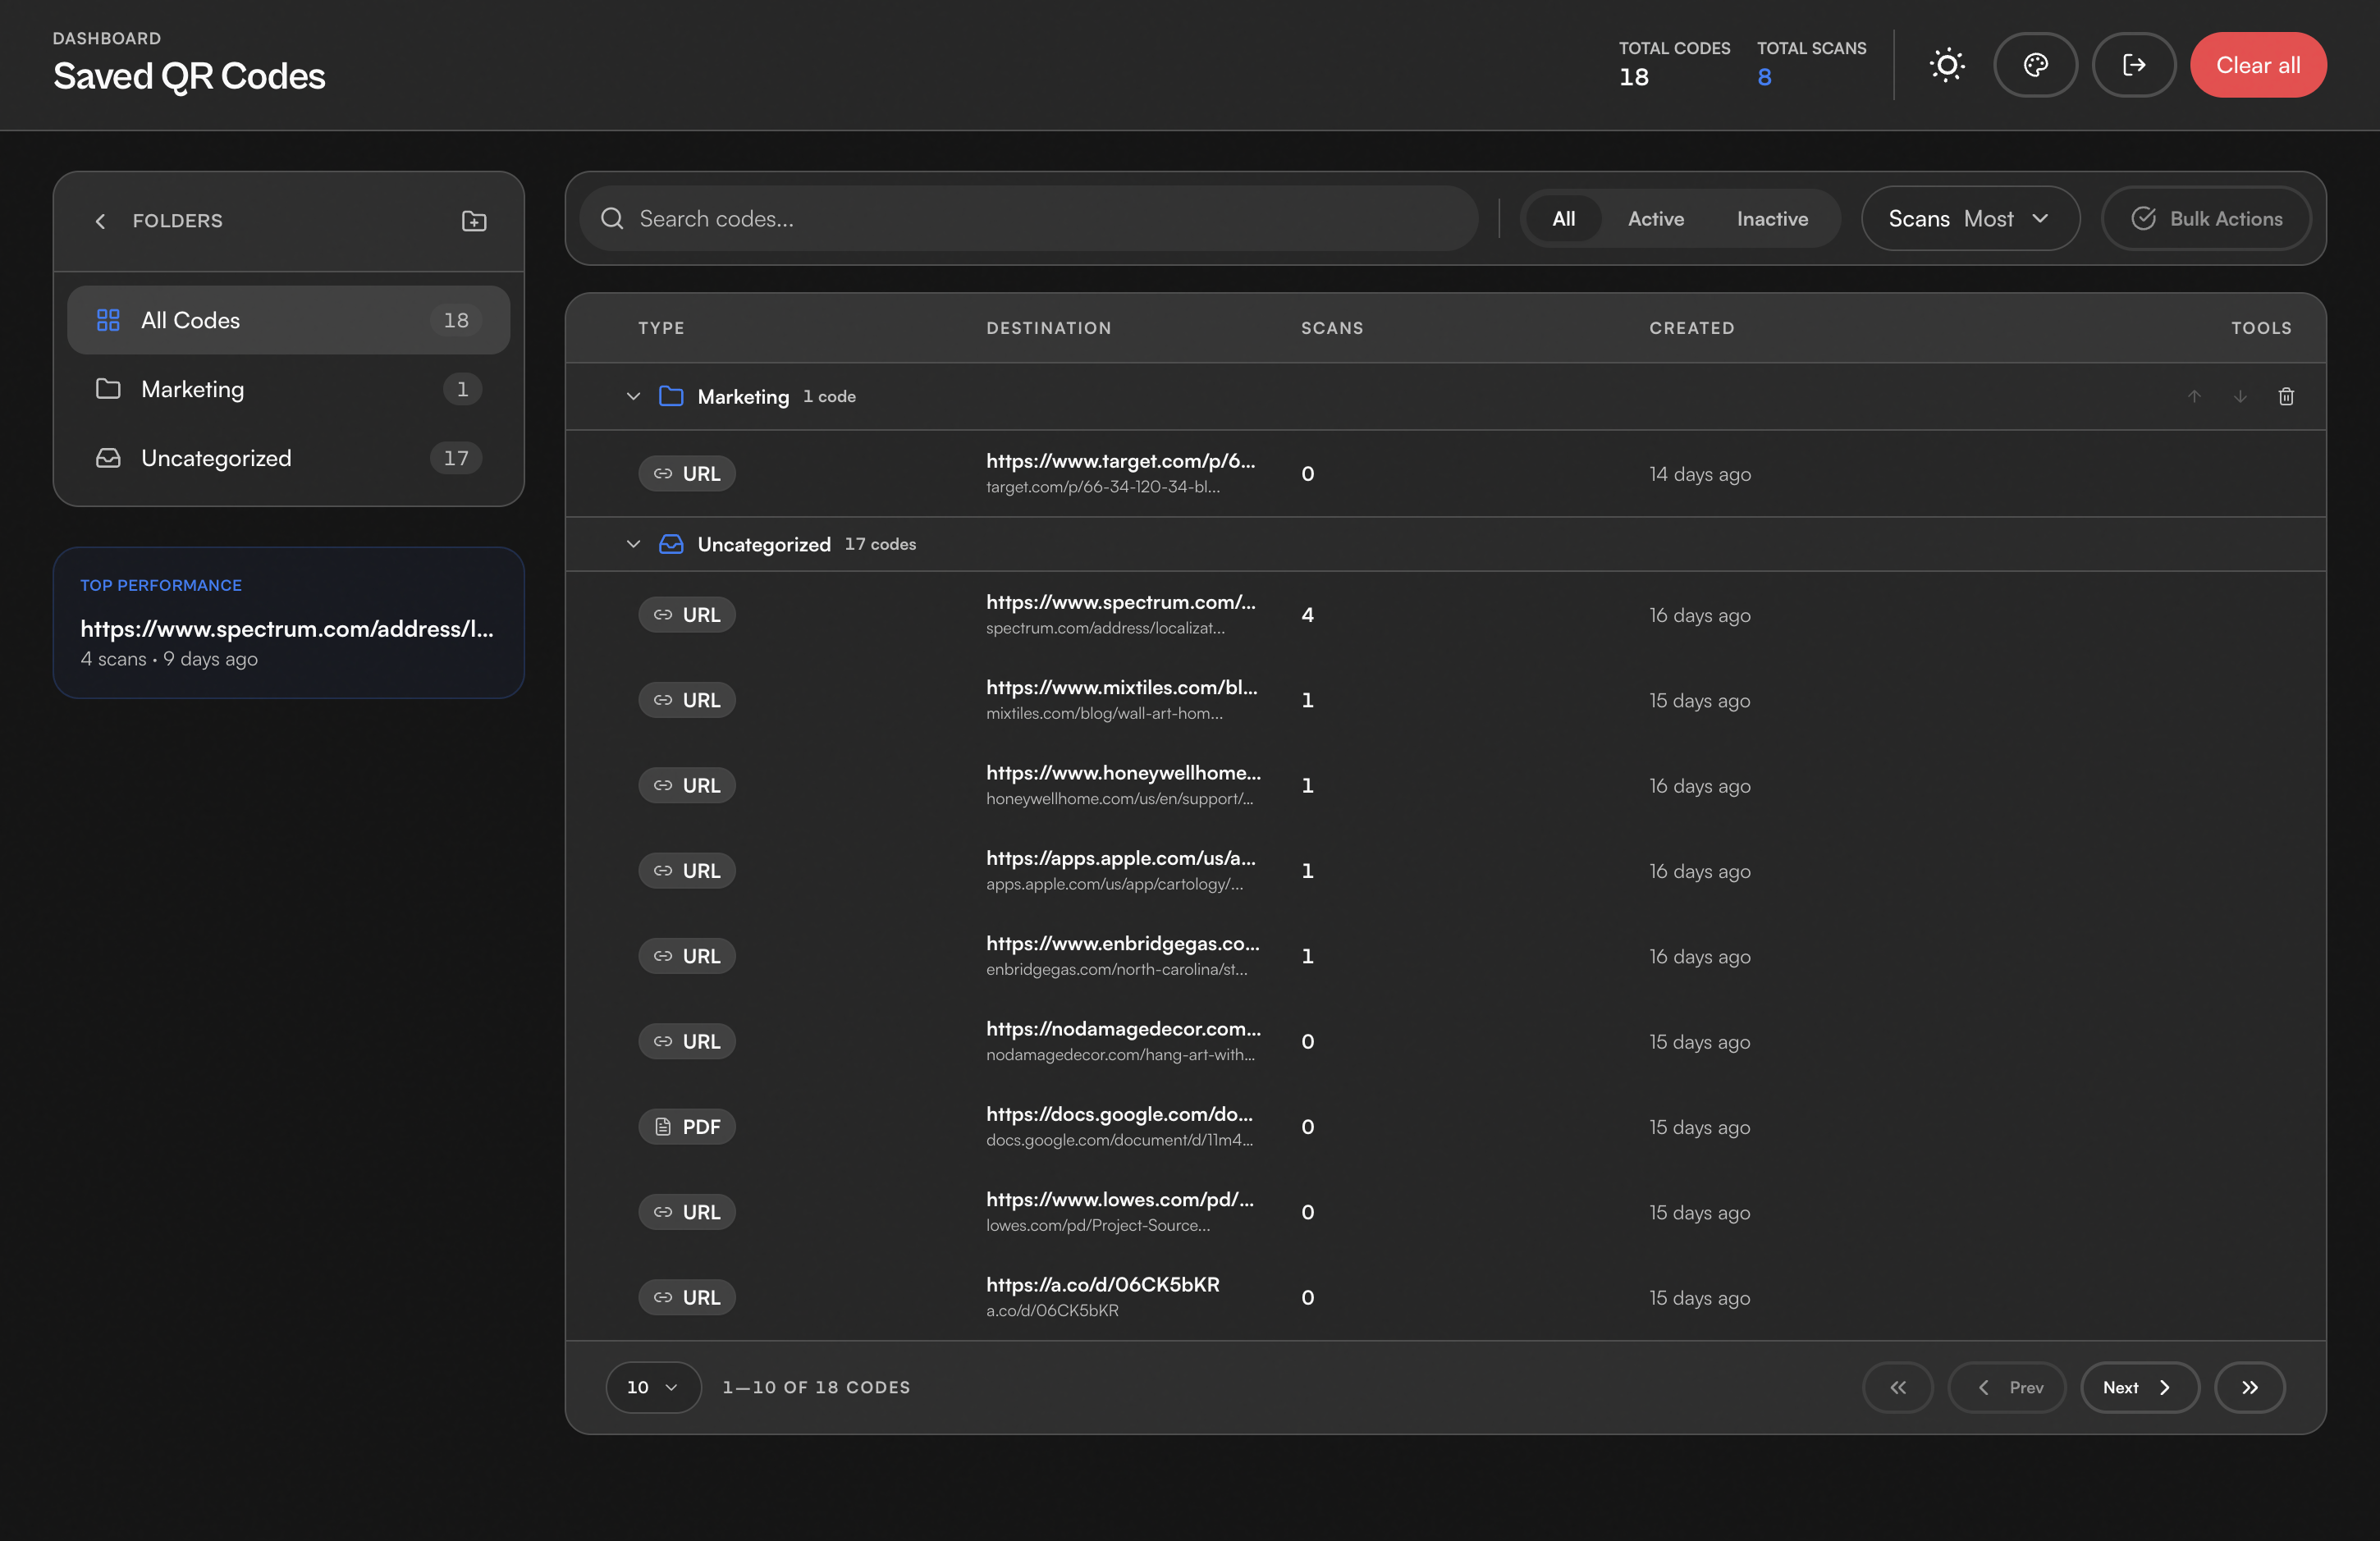 DASHBOARD
Saved QR Codes
TOTAL CODES
18
TOTAL SCANS
8
Clear all
FOLDERS
All Codes 18
Marketing 1
Uncategorized 17
TOP PERFORMANCE
https://www.spectrum.com/address/l...
4 scans • 9 days ago
Search codes...
All Active Inactive
Scans Most
Bulk Actions
TYPE DESTINATION SCANS CREATED TOOLS
Marketing 1 code
URL https://www.target.com/p/6... 0 14 days ago
target.com/p/66-34-120-34-bl...
Uncategorized 17 codes
URL https://www.spectrum.com/... 4 16 days ago
spectrum.com/address/localizat...
URL https://www.mixtiles.com/bl... 1 15 days ago
mixtiles.com/blog/wall-art-hom...
URL https://www.honeywellhome... 1 16 days ago
honeywellhome.com/us/en/support/...
URL https://apps.apple.com/us/a... 1 16 days ago
apps.apple.com/us/app/cartology/...
URL https://www.enbridgegas.co... 1 16 days ago
enbridgegas.com/north-carolina/st...
URL https://nodamagedecor.com... 0 15 days ago
nodamagedecor.com/hang-art-with...
PDF https://docs.google.com/do... 0 15 days ago
docs.google.com/document/d/11m4...
URL https://www.lowes.com/pd/... 0 15 days ago
lowes.com/pd/Project-Source...
URL https://a.co/d/06CK5bKR 0 15 days ago
a.co/d/06CK5bKR
10 1—10 OF 18 CODES
Prev Next